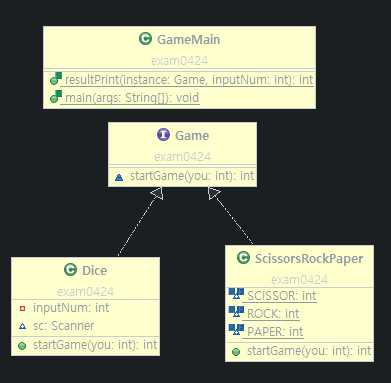 GameMain
exam0424
resultPrint(instance: Game, inputNum: int): int
main(args: String[]): void
Game
exam0424
startGame(you: int): int
Dice
exam0424
inputNum: int
sc: Scanner
startGame(you: int): int
ScissorsRockPaper
exam0424
SCISSOR: int
ROCK: int
PAPER: int
startGame(you: int): int